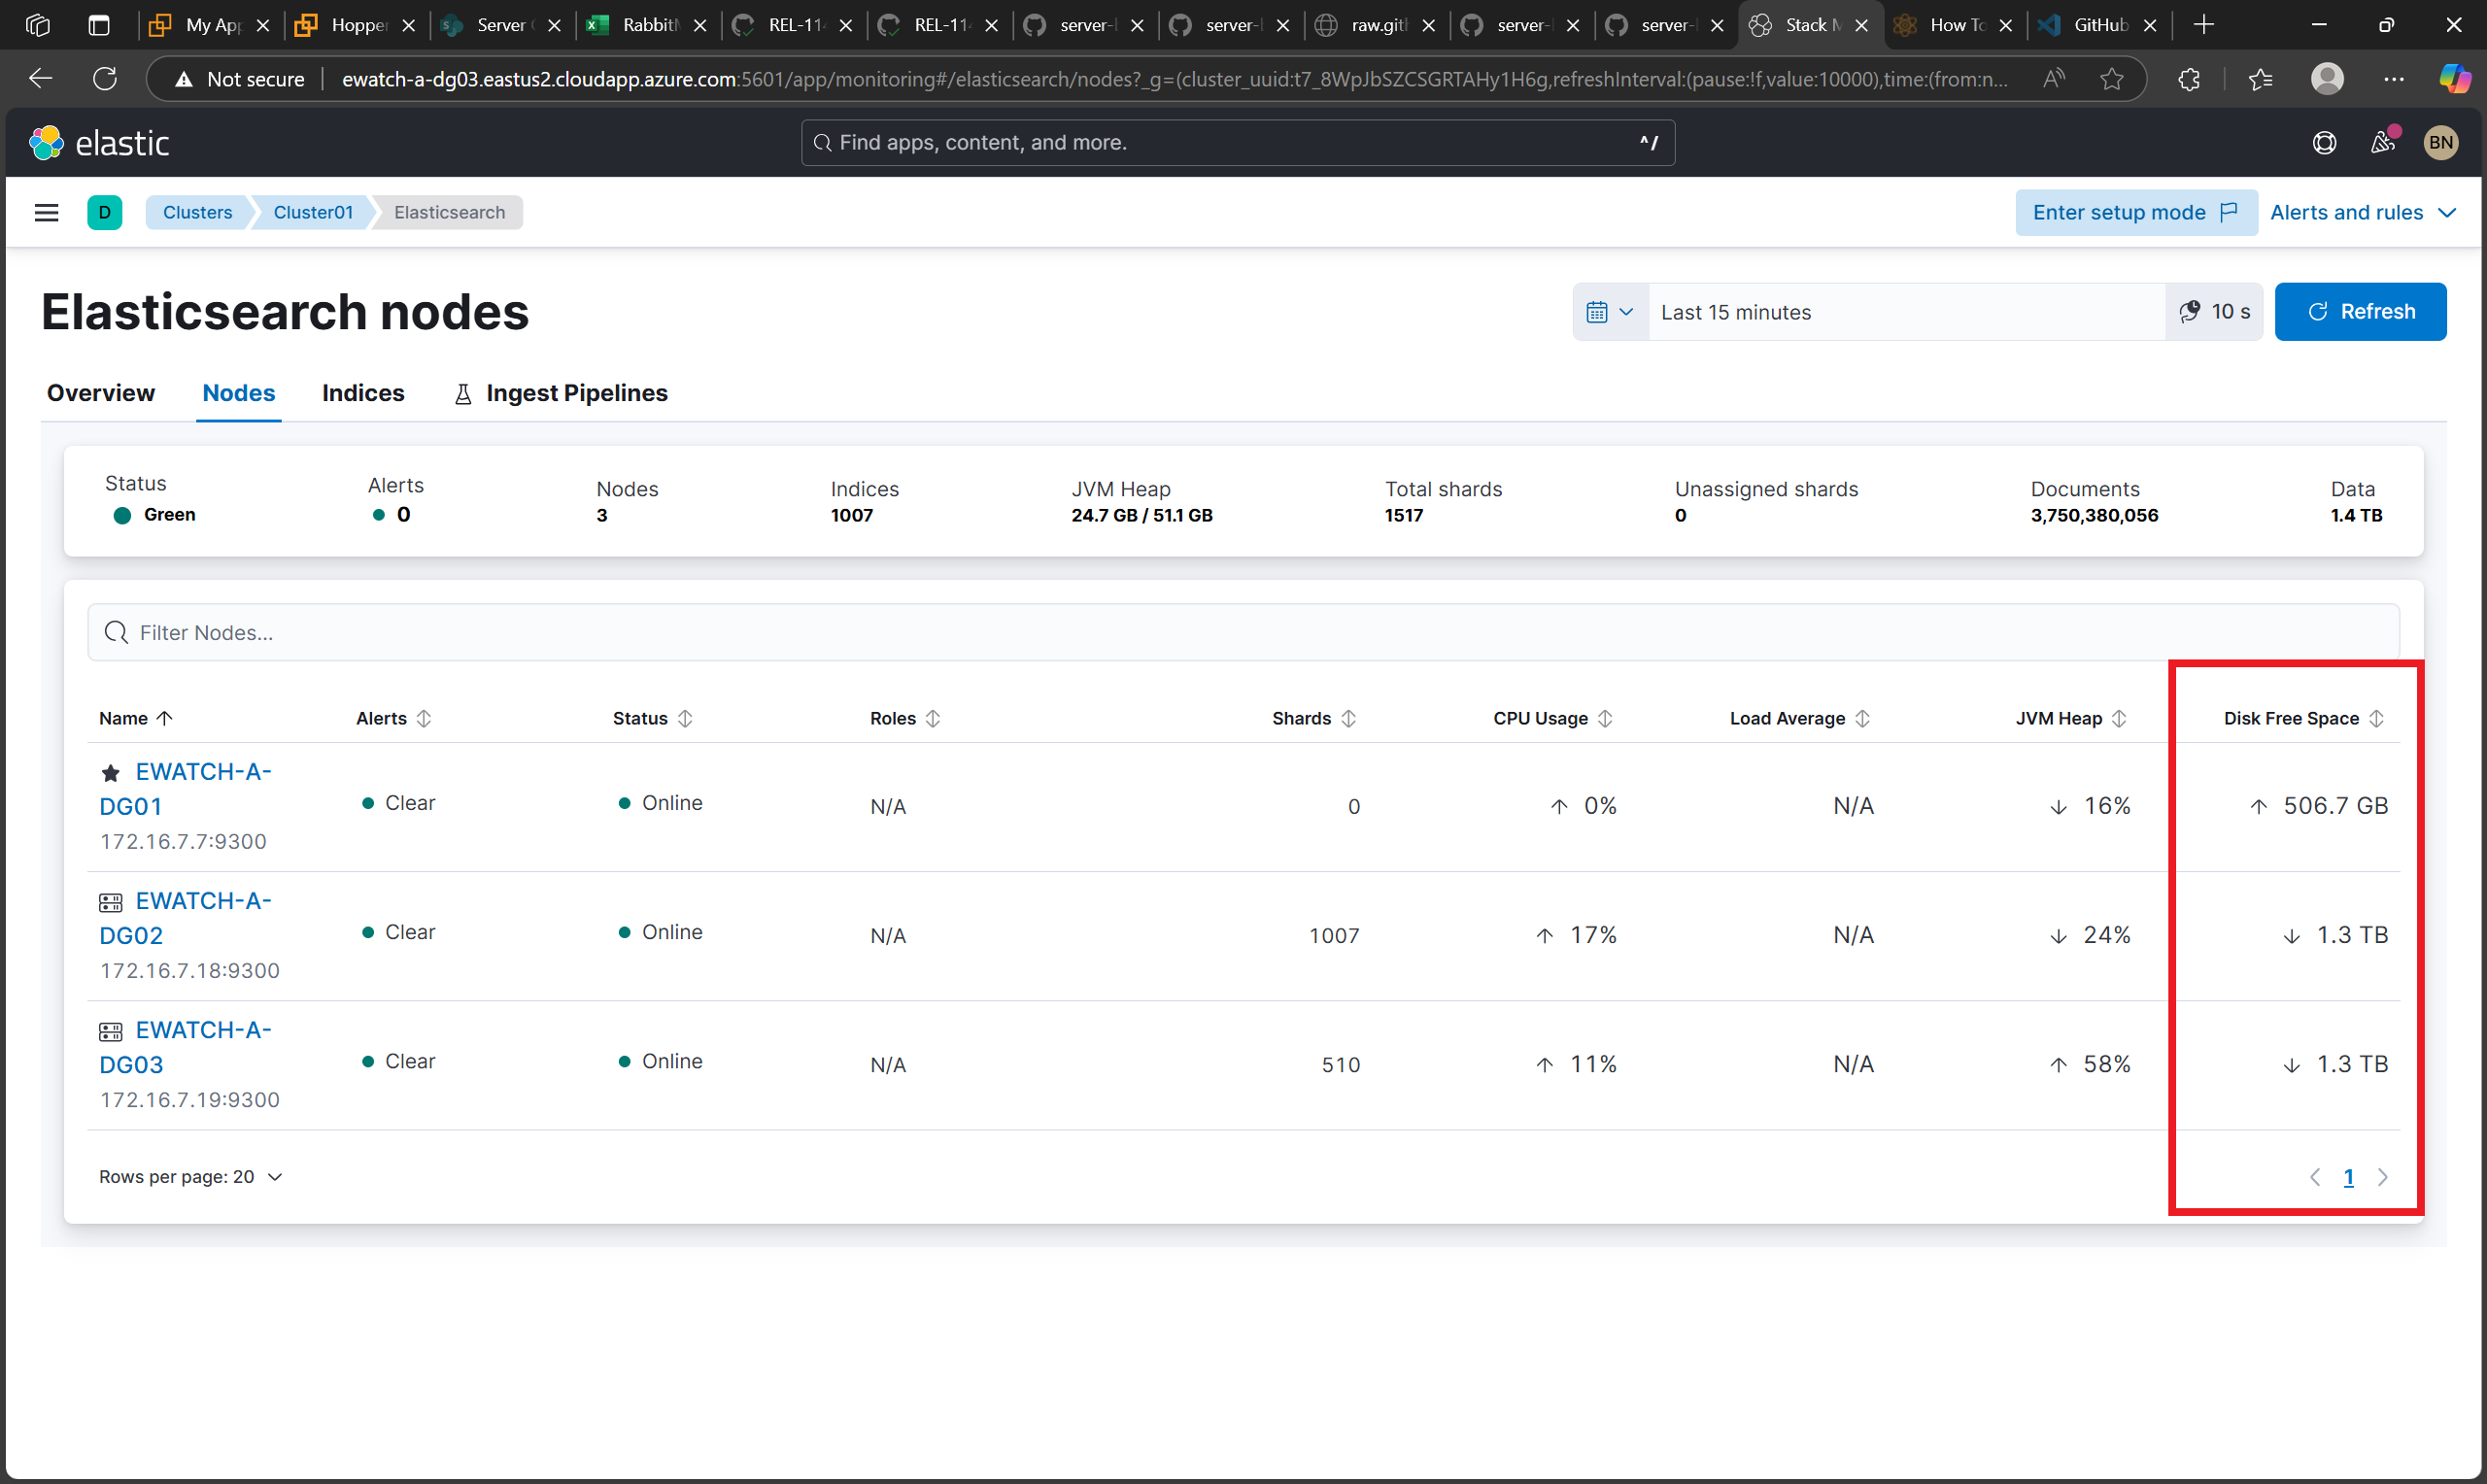 My Ap
Hopper
Server
RabbitM
REL-11
REL-11
server-
server-
raw.gith
server-
server-
Stack M
How To
GitHub
Not secure
ewatch-a-dg03.eastus2.cloudapp.azure.com:5601/app/monitoring#/elasticsearch/nodes?_g=(cluster_uuid:t7_8WpJbSZCSGRTAHy1H6g,refreshInterval:(pause:!f,value:10000),time:(from:n...
elastic
Find apps, content, and more.
^/
BN
D
Clusters
Cluster01
Elasticsearch
Enter setup mode
Alerts and rules
Elasticsearch nodes
Last 15 minutes
10 s
Refresh
Overview
Nodes
Indices
Ingest Pipelines
Status
Green
Alerts
0
Nodes
3
Indices
1007
JVM Heap
24.7 GB / 51.1 GB
Total shards
1517
Unassigned shards
0
Documents
3,750,380,056
Data
1.4 TB
Filter Nodes...
Name Alerts Status Roles Shards CPU Usage Load Average JVM Heap Disk Free Space
EWATCH-A-
DG01
172.16.7.7:9300
Clear Online N/A 0 0% N/A 16% 506.7 GB
EWATCH-A-
DG02
172.16.7.18:9300
Clear Online N/A 1007 17% N/A 24% 1.3 TB
EWATCH-A-
DG03
172.16.7.19:9300
Clear Online N/A 510 11% N/A 58% 1.3 TB
Rows per page: 20
1